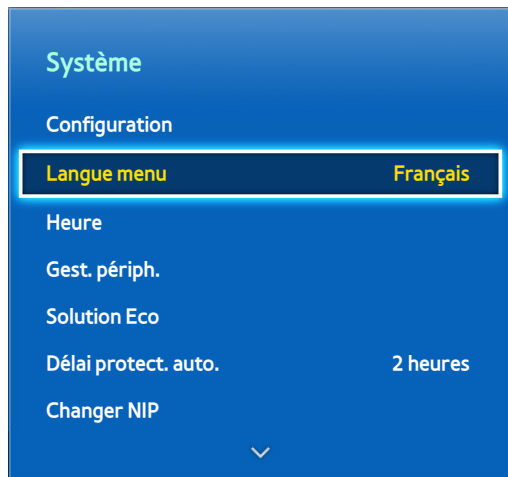 Système
Configuration
Langue menu Français
Heure
Gest. périph.
Solution Eco
Délai protect. auto. 2 heures
Changer NIP